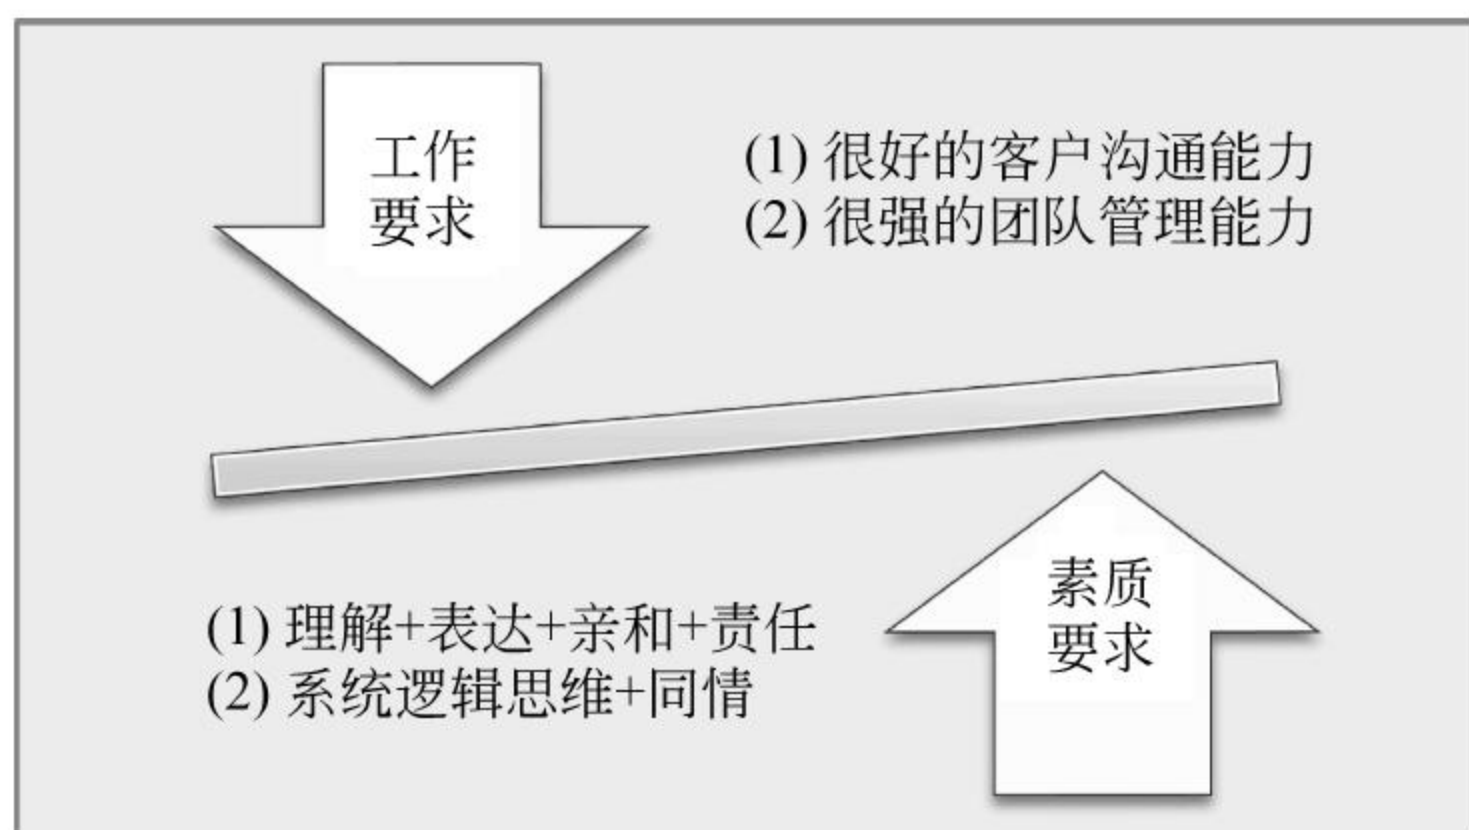 工作
要求
(1) 很好的客户沟通能力
(2) 很强的团队管理能力
(1) 理解+表达+亲和+责任
(2) 系统逻辑思维+同情
素质
要求